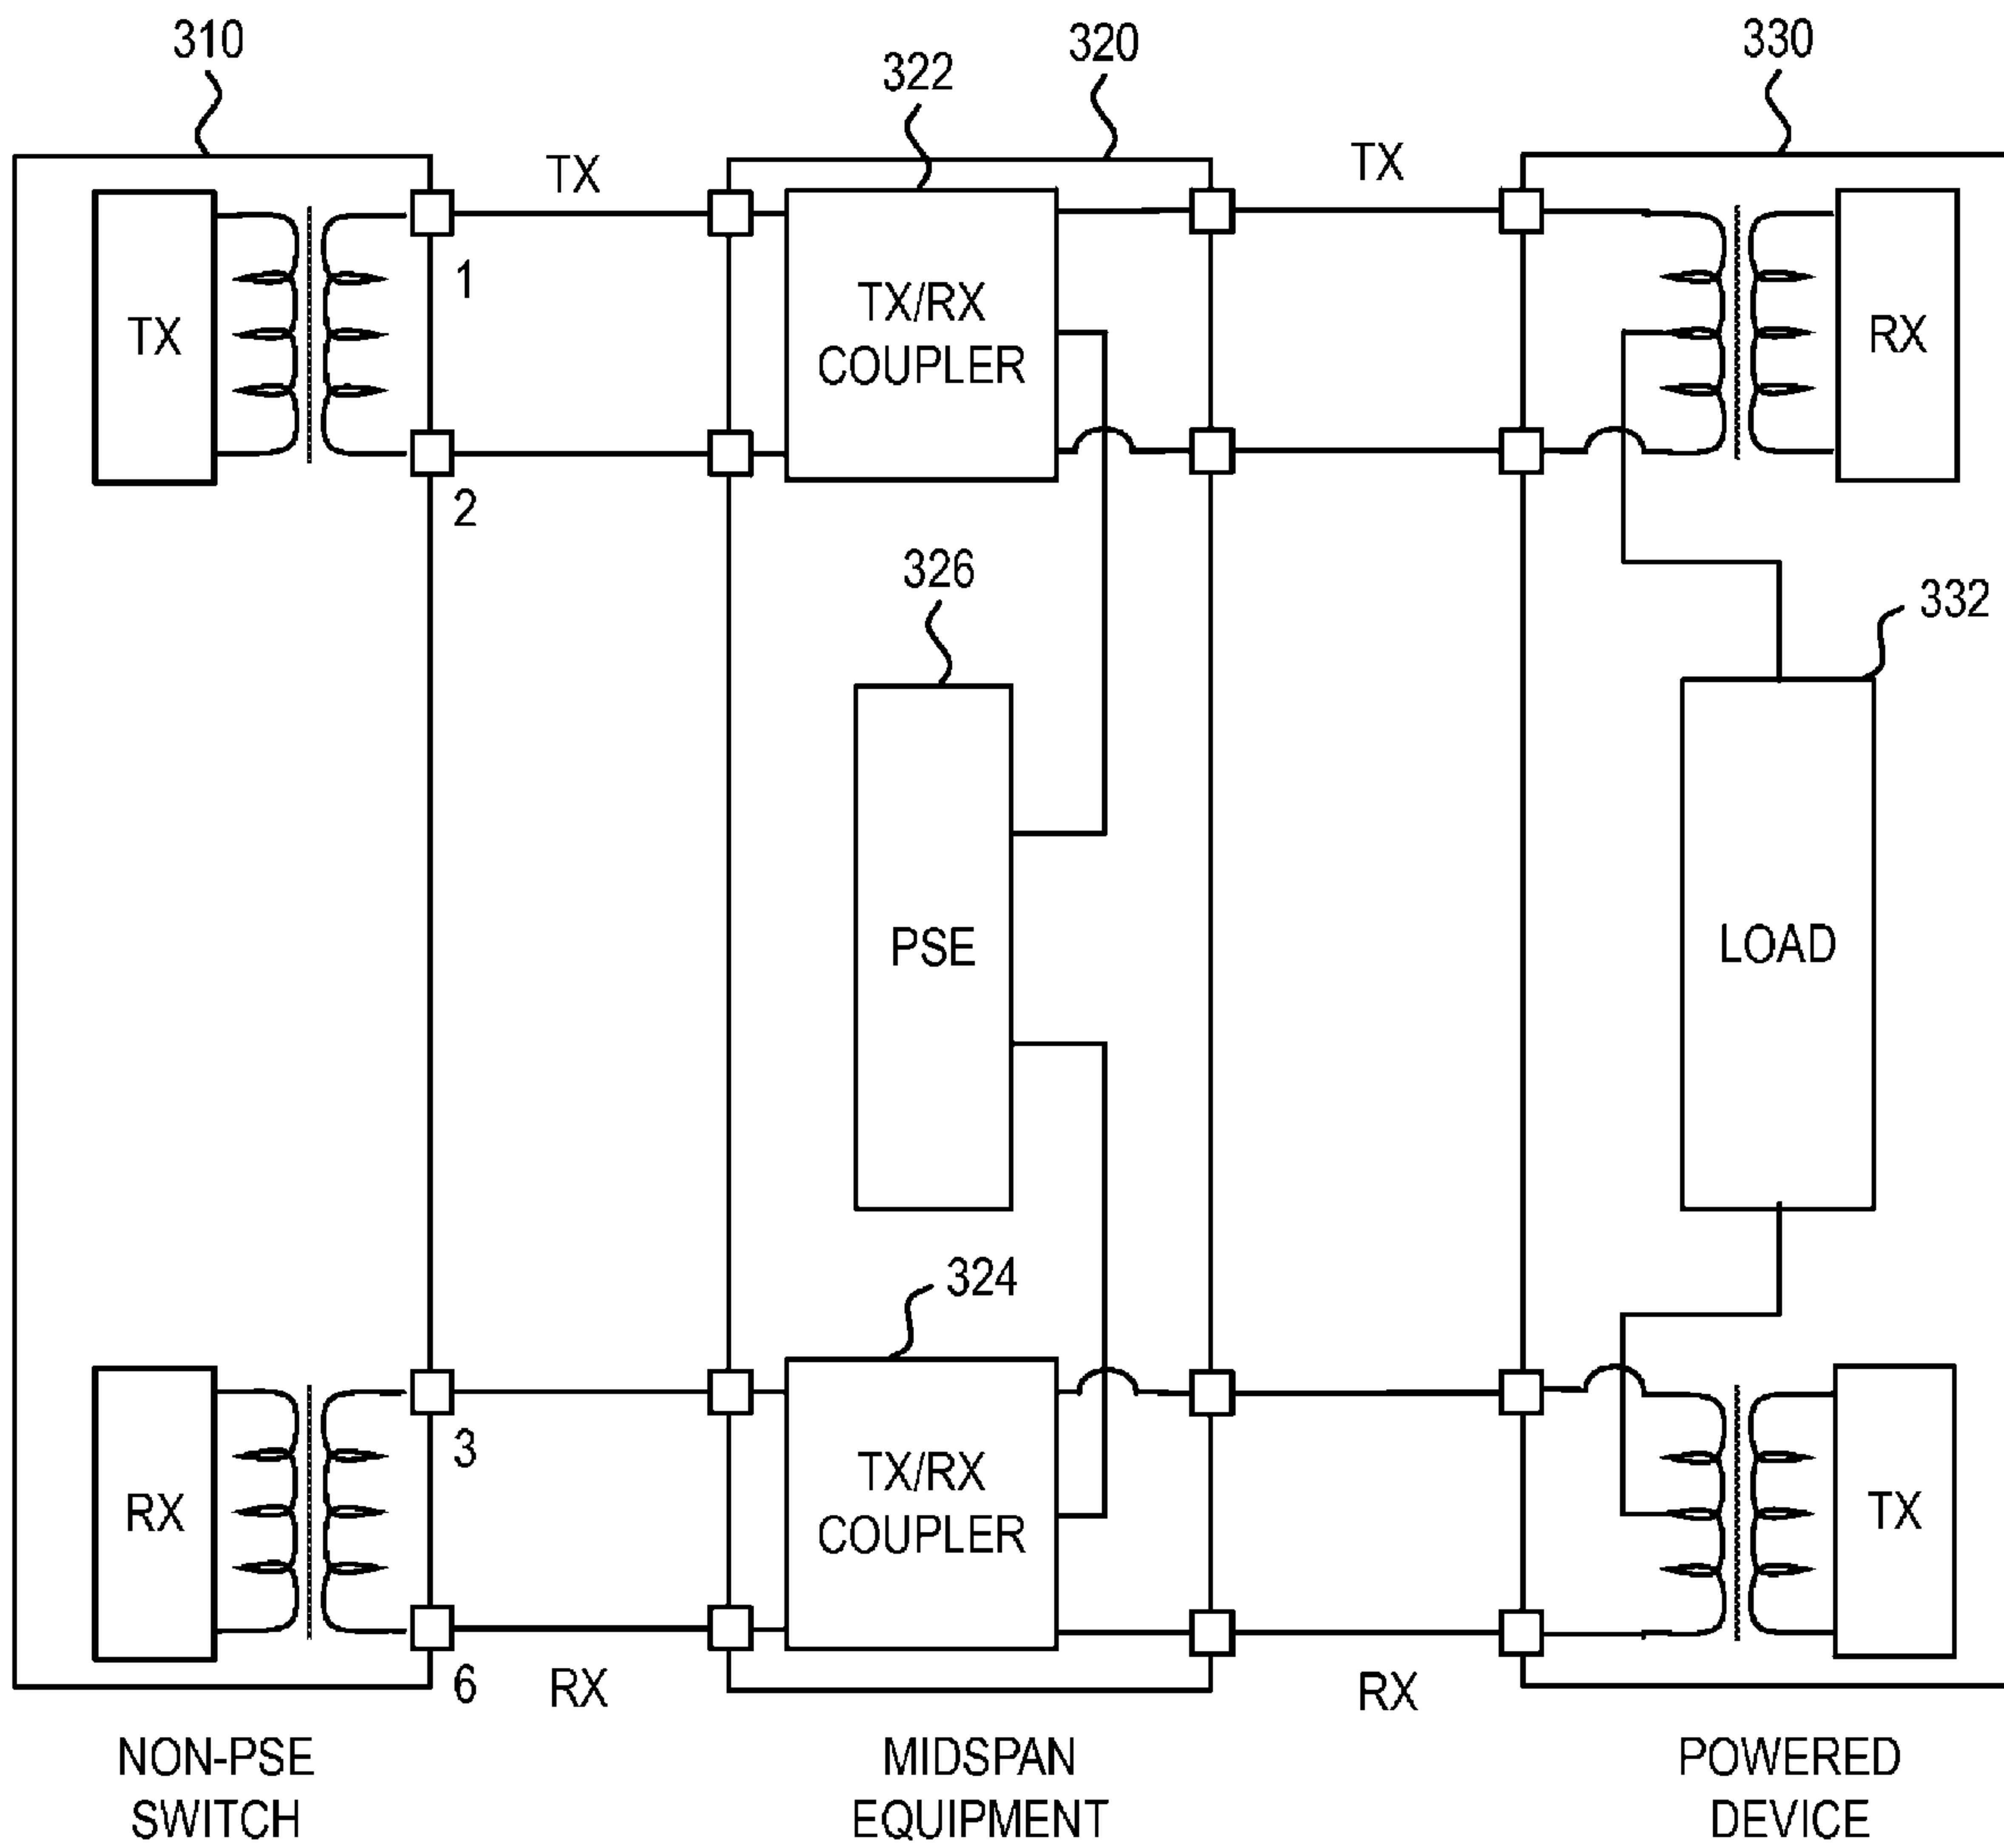 310
322
320
330
TX
TX
TX
1
2
TX/RX
COUPLER
RX
326
332
PSE
LOAD
324
RX
3
6
TX/RX
COUPLER
TX
RX
RX
NON-PSE
SWITCH
MIDSPAN
EQUIPMENT
POWERED
DEVICE